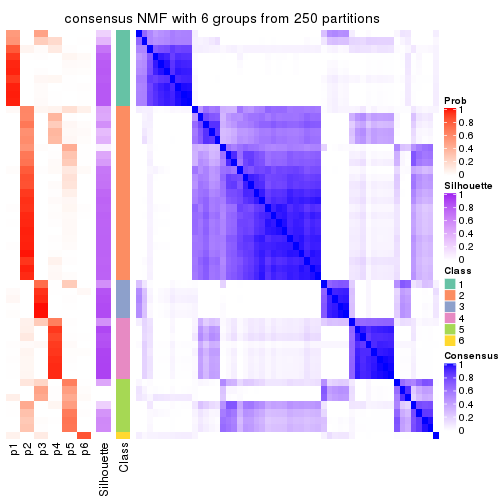 consensus NMF with 6 groups from 250 partitions
Prob
1
0.8
0.6
0.4
0.2
0
Silhouette
1
0.8
0.6
0.4
0.2
0
Class
1
2
3
4
5
6
Consensus
1
0.8
0.6
0.4
0.2
0
p1
p2
p3
p4
p5
p6
Silhouette
Class